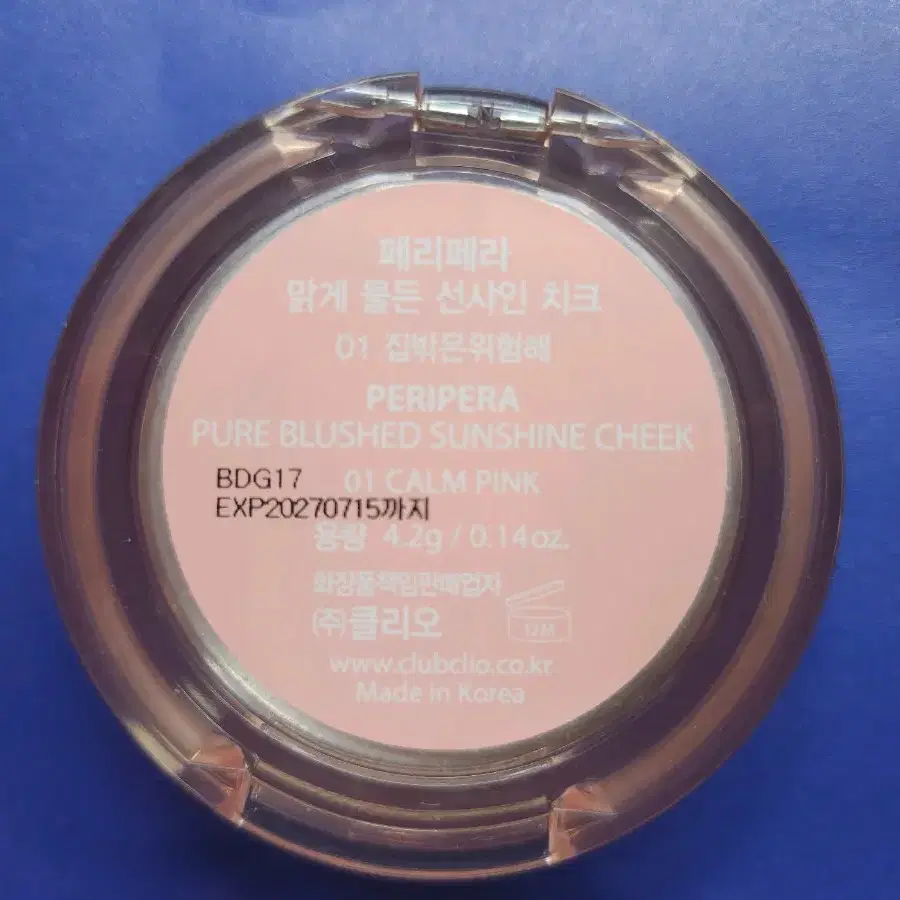 페리페라
맑게 물든 선샤인 치크
01 집밖은위험해
PERIPERA
PURE BLUSHED SUNSHINE CHEEK
BDG17 01 CALM PINK
EXP20270715까지
용량 4.2g / 0.14oz.
화장품책임판매업자
(주)클리오
12M
www.clubclio.co.kr
Made in Korea